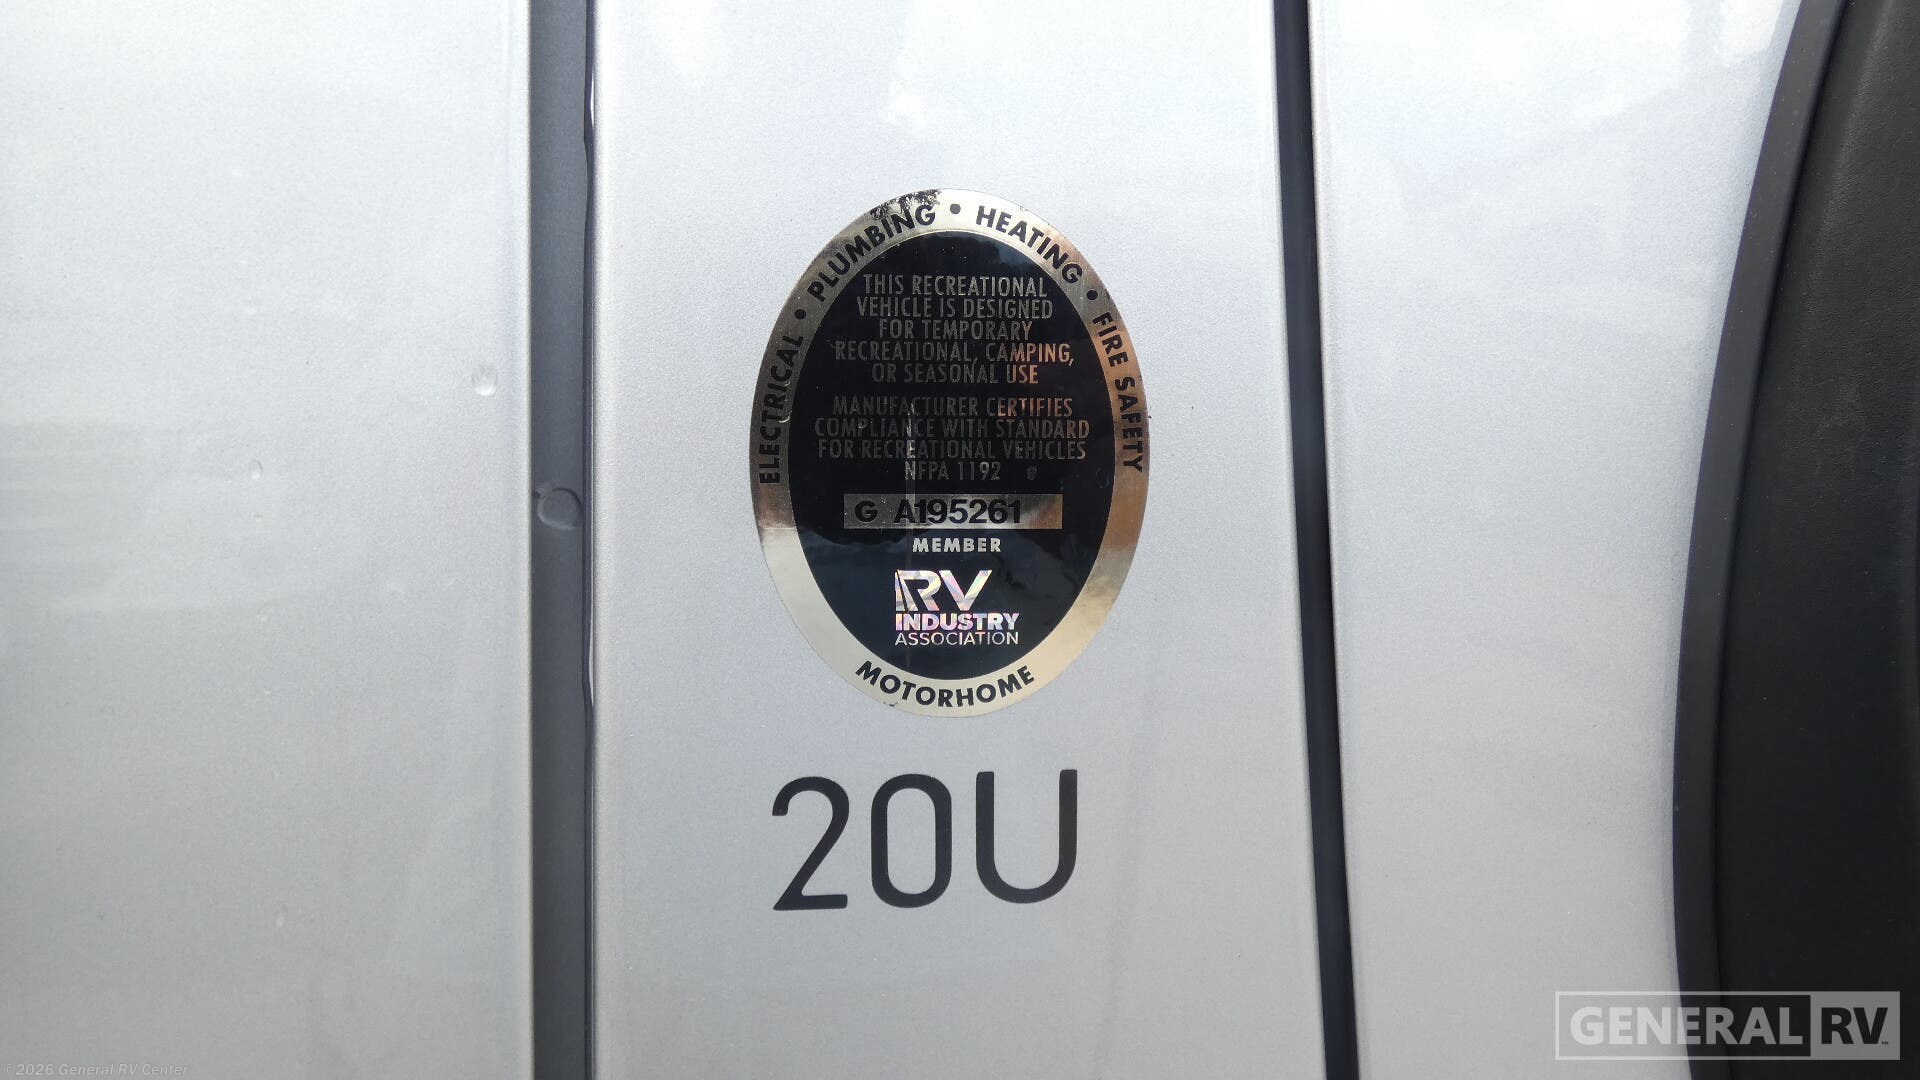 ELECTRICAL • PLUMBING • HEATING • FIRE SAFETY
THIS RECREATIONAL
VEHICLE IS DESIGNED
FOR TEMPORARY
RECREATIONAL, CAMPING,
OR SEASONAL USE
MANUFACTURER CERTIFIES
COMPLIANCE WITH STANDARD
FOR RECREATIONAL VEHICLES
NFPA 1192
G A195261
MEMBER
RV
INDUSTRY
ASSOCIATION
MOTORHOME
20U
GENERAL RV
©2026 General RV Center